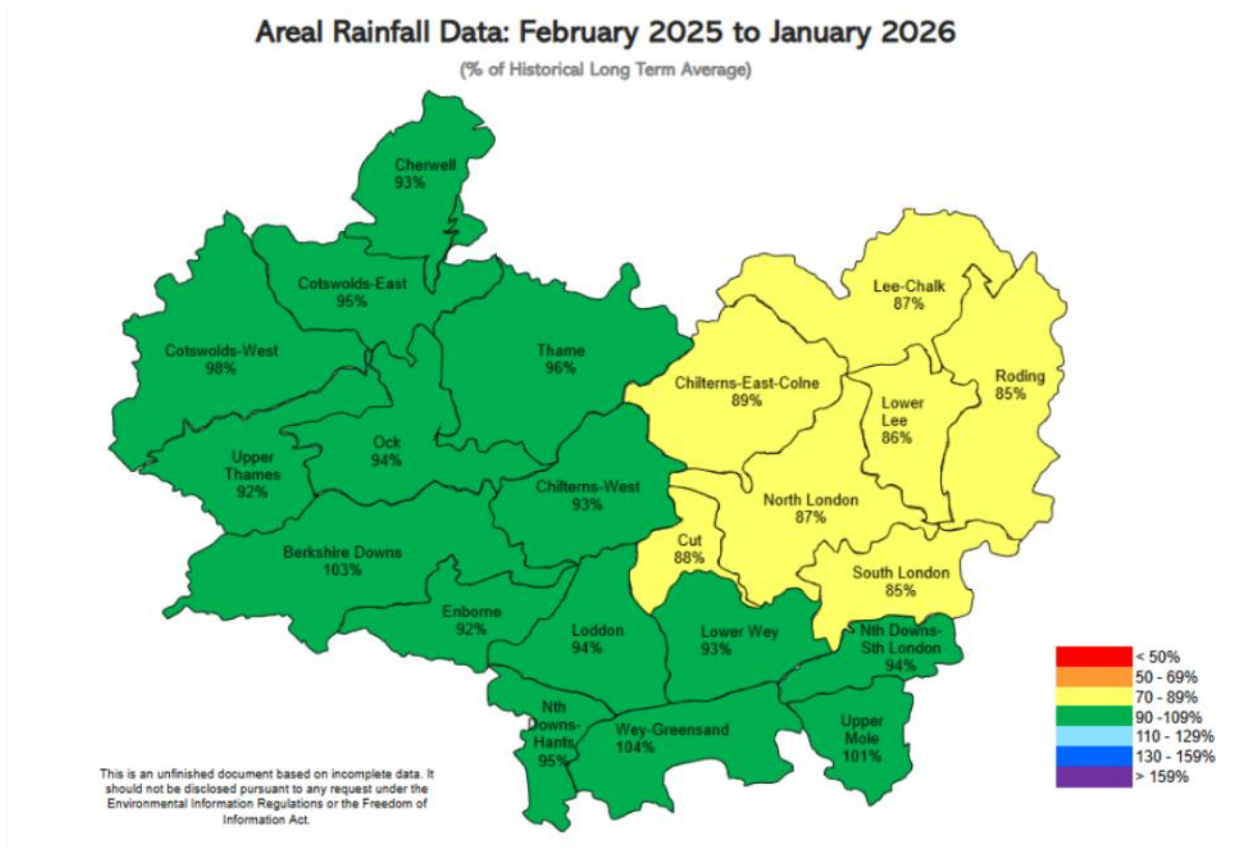 Areal Rainfall Data: February 2025 to January 2026
(% of Historical Long Term Average)
Cherwell
93%
Cotswolds-East
95%
Cotswolds-West
98%
Thame
96%
Lee-Chalk
87%
Chilterns-East-Colne
89%
Roding
85%
Lower
Lee
86%
Ock
94%
Upper
Thames
92%
Chilterns-West
93%
North London
87%
Berkshire Downs
103%
Cut
88%
South London
85%
Enborne
92%
Loddon
94%
Lower Wey
93%
Nth Downs-
Sth London
94%
Nth
Downs-
Hants
95%
Wey-Greensand
104%
Upper
Mole
101%
< 50%
50 - 69%
70 - 89%
90 -109%
110 - 129%
130 - 159%
> 159%
This is an unfinished document based on incomplete data. It
should not be disclosed pursuant to any request under the
Environmental Information Regulations or the Freedom of
Information Act.